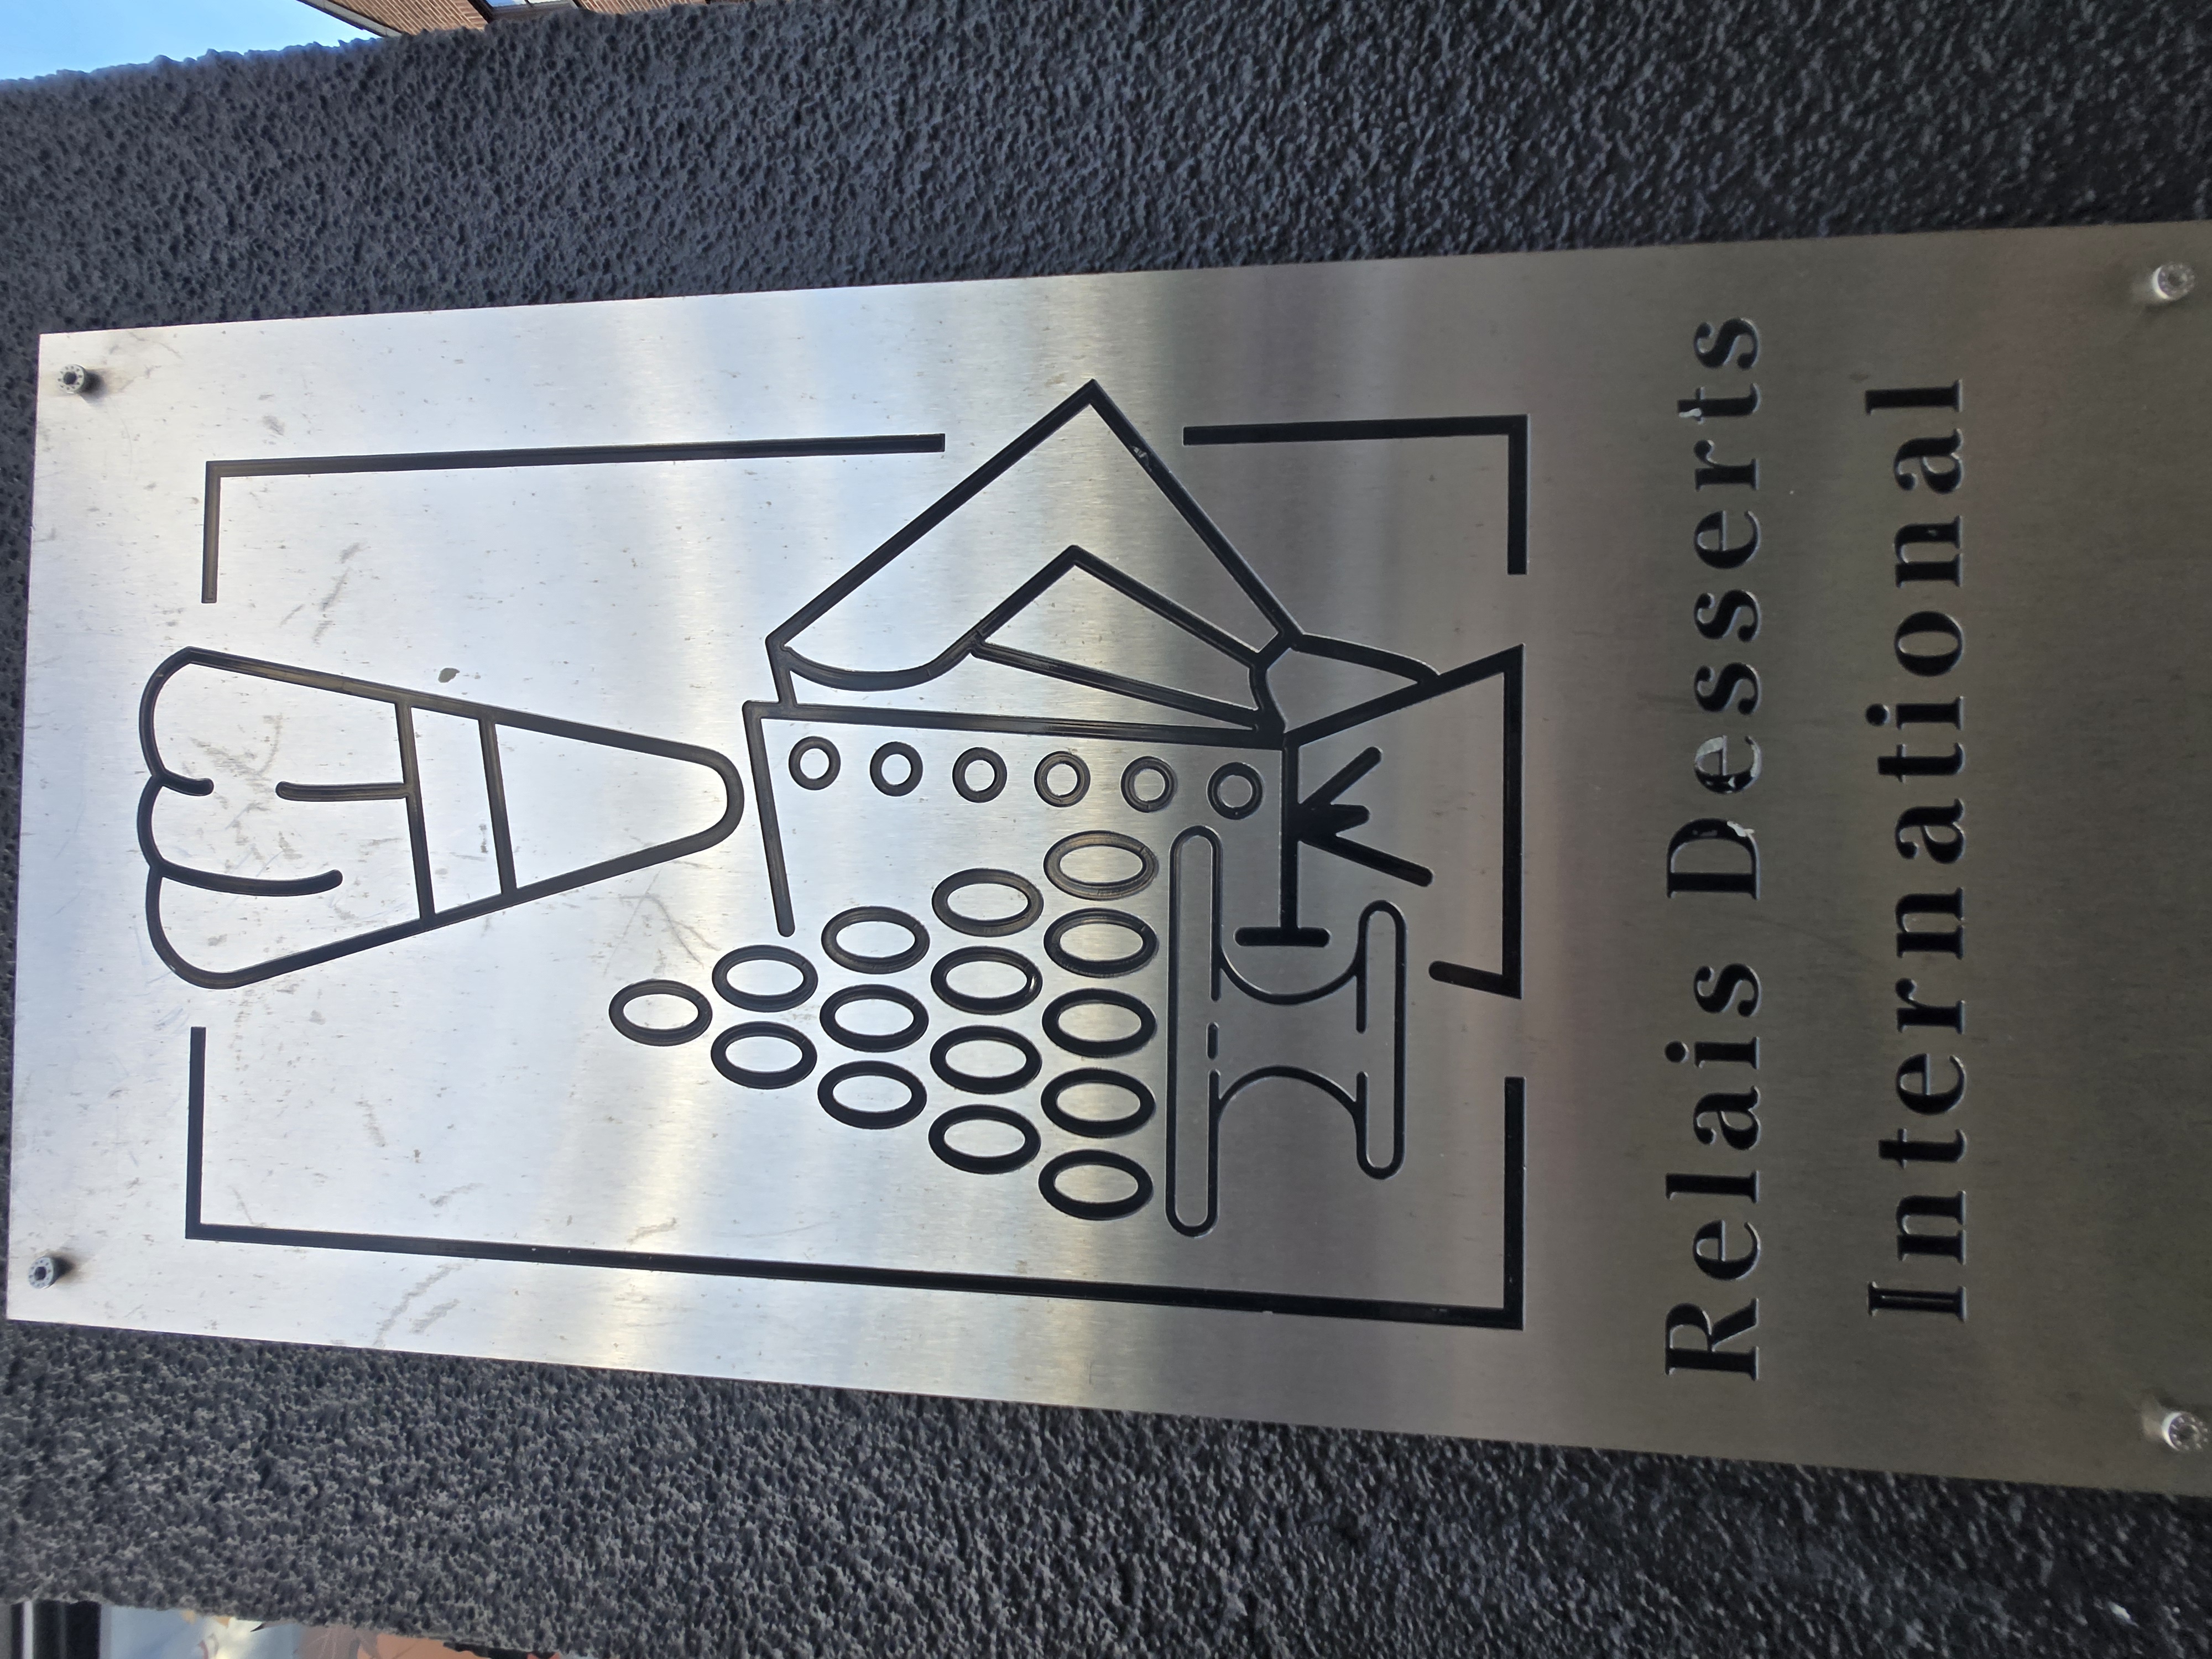 Relais Desserts
International